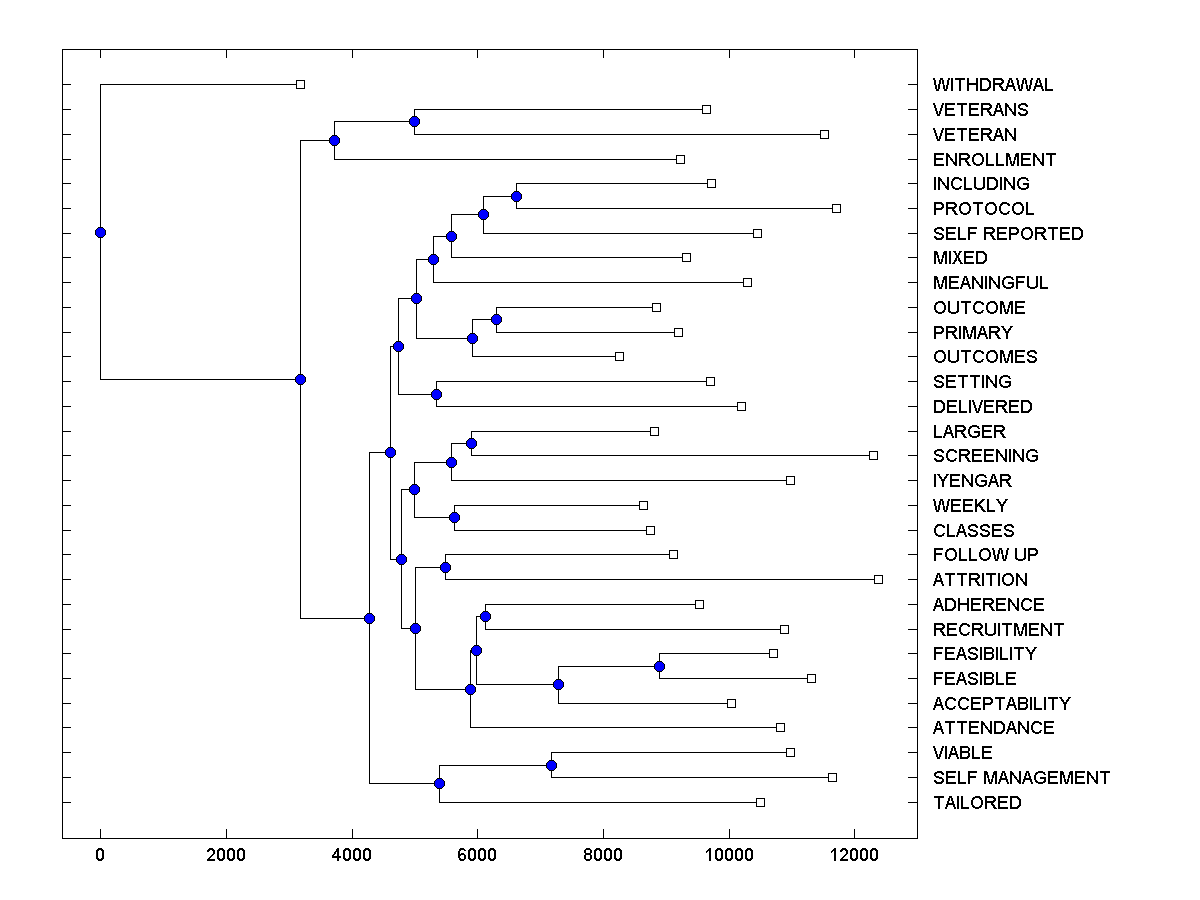 WITHDRAWAL
VETERANS
VETERAN
ENROLLMENT
INCLUDING
PROTOCOL
SELF REPORTED
MIXED
MEANINGFUL
OUTCOME
PRIMARY
OUTCOMES
SETTING
DELIVERED
LARGER
SCREENING
IYENGAR
WEEKLY
CLASSES
FOLLOW UP
ATTRITION
ADHERENCE
RECRUITMENT
FEASIBILITY
FEASIBLE
ACCEPTABILITY
ATTENDANCE
VIABLE
SELF MANAGEMENT
TAILORED
0 2000 4000 6000 8000 10000 12000